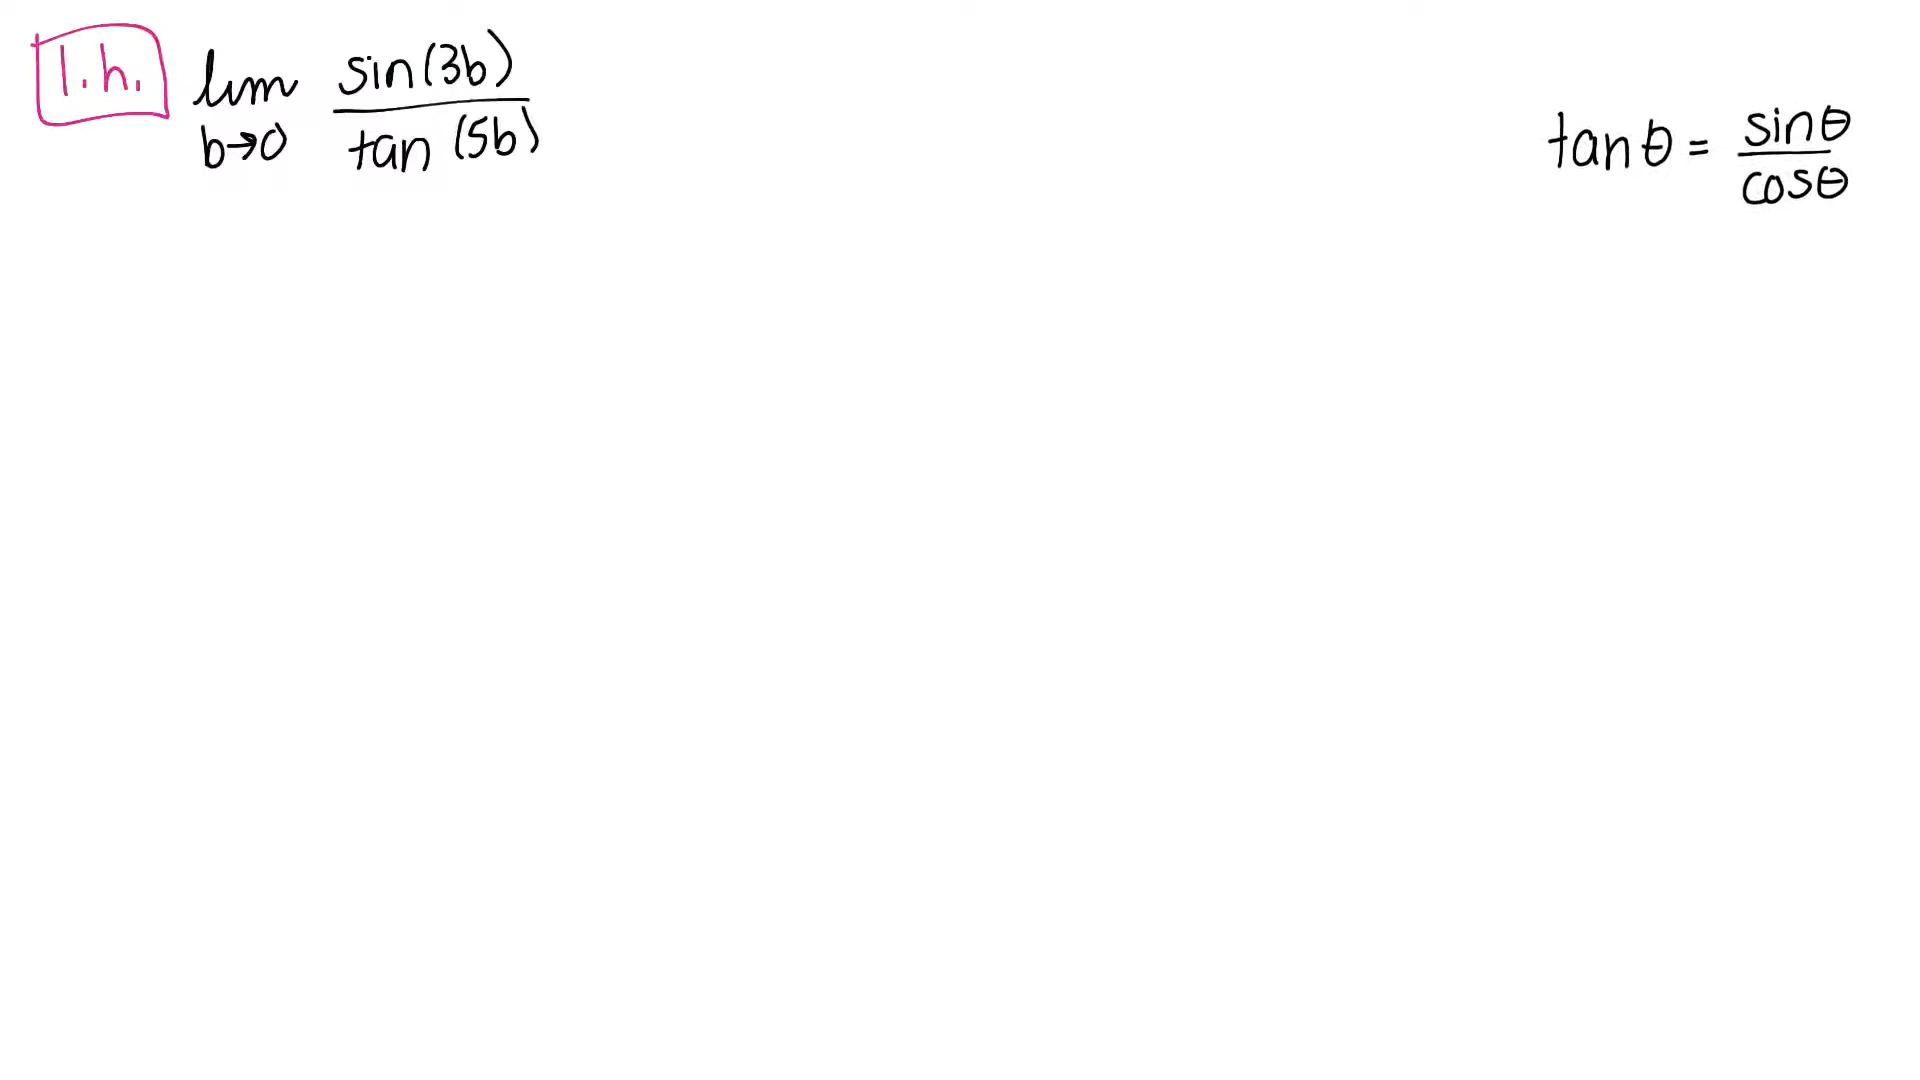 1.h. lim sin(3b)
b→0 tan(5b)
tanθ = sinθ
cosθ